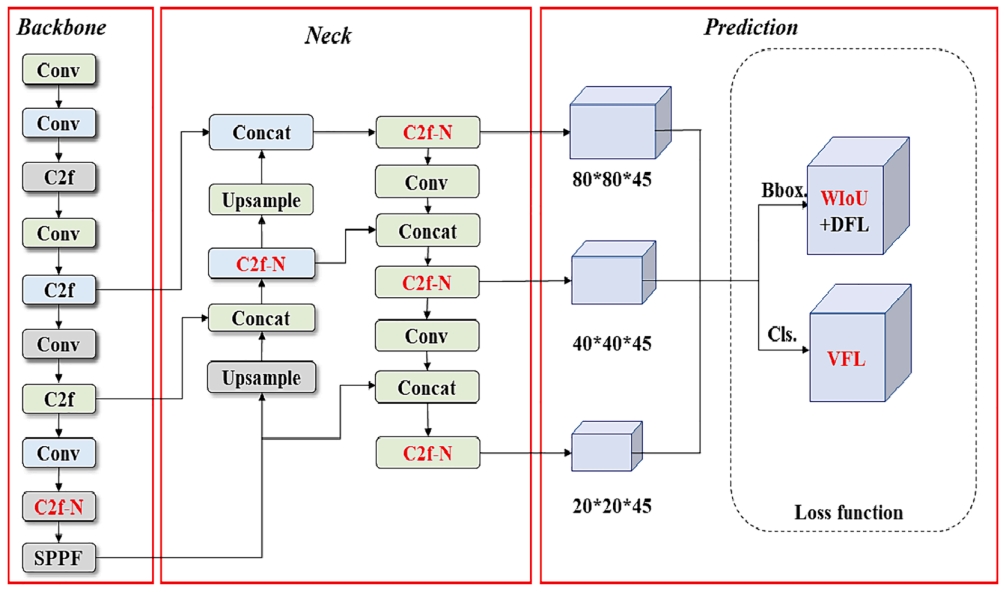 Backbone
Conv
Conv
C2f
Conv
C2f
Conv
C2f
Conv
C2f-N
SPPF
Neck
Concat
Upsample
C2f-N
Concat
Upsample
C2f-N
Conv
Concat
C2f-N
Conv
Concat
C2f-N
Prediction
80*80*45
40*40*45
20*20*45
Bbox.
WIoU
+DFL
Cls.
VFL
Loss function